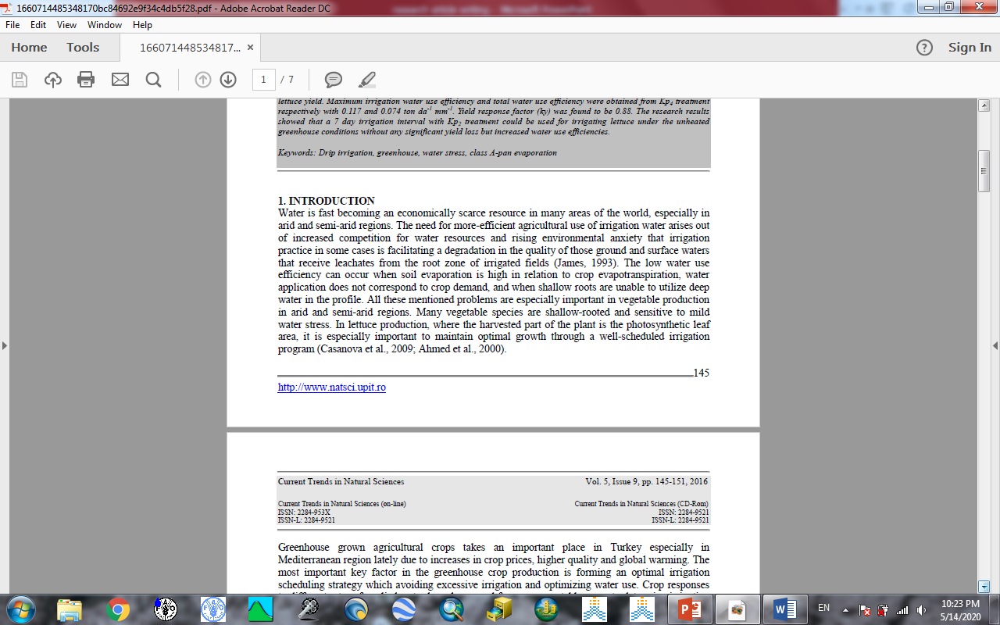 1660714485348170bc84692e9f34c4db5f28.pdf - Adobe Acrobat Reader DC
File Edit View Window Help
Home Tools 166071448534817... × Sign In
1 / 7
lettuce yield. Maximum irrigation water use efficiency and total water use efficiency were obtained from Kp4 treatment
respectively with 0.117 and 0.074 ton da-1 mm-1. Yield response factor (ky) was found to be 0.88. The research results
showed that a 7 day irrigation interval with Kp2 treatment could be used for irrigating lettuce under the unheated
greenhouse conditions without any significant yield loss but increased water use efficiencies.
Keywords: Drip irrigation, greenhouse, water stress, class A-pan evaporation
1. INTRODUCTION
Water is fast becoming an economically scarce resource in many areas of the world, especially in
arid and semi-arid regions. The need for more-efficient agricultural use of irrigation water arises out
of increased competition for water resources and rising environmental anxiety that irrigation
practice in some cases is facilitating a degradation in the quality of those ground and surface waters
that receive leachates from the root zone of irrigated fields (James, 1993). The low water use
efficiency can occur when soil evaporation is high in relation to crop evapotranspiration, water
application does not correspond to crop demand, and when shallow roots are unable to utilize deep
water in the profile. All these mentioned problems are especially important in vegetable production
in arid and semi-arid regions. Many vegetable species are shallow-rooted and sensitive to mild
water stress. In lettuce production, where the harvested part of the plant is the photosynthetic leaf
area, it is especially important to maintain optimal growth through a well-scheduled irrigation
program (Casanova et al., 2009; Ahmed et al., 2000).
145
http://www.natsci.upit.ro
Current Trends in Natural Sciences Vol. 5, Issue 9, pp. 145-151, 2016
Current Trends in Natural Sciences (on-line) Current Trends in Natural Sciences (CD-Rom)
ISSN: 2284-953X ISSN: 2284-9521
ISSN-L: 2284-9521 ISSN-L: 2284-9521
Greenhouse grown agricultural crops takes an important place in Turkey especially in
Mediterranean region lately due to increases in crop prices, higher quality and global warming. The
most important key factor in the greenhouse crop production is forming an optimal irrigation
scheduling strategy which avoiding excessive irrigation and optimizing water use. Crop responses
EN 10:23 PM
5/14/2020